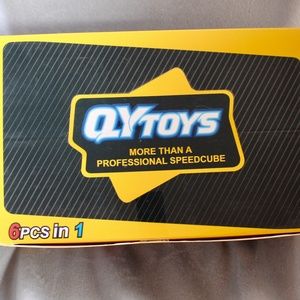 QYTOYS
MORE THAN A
PROFESSIONAL SPEEDCUBE
6PCS in 1